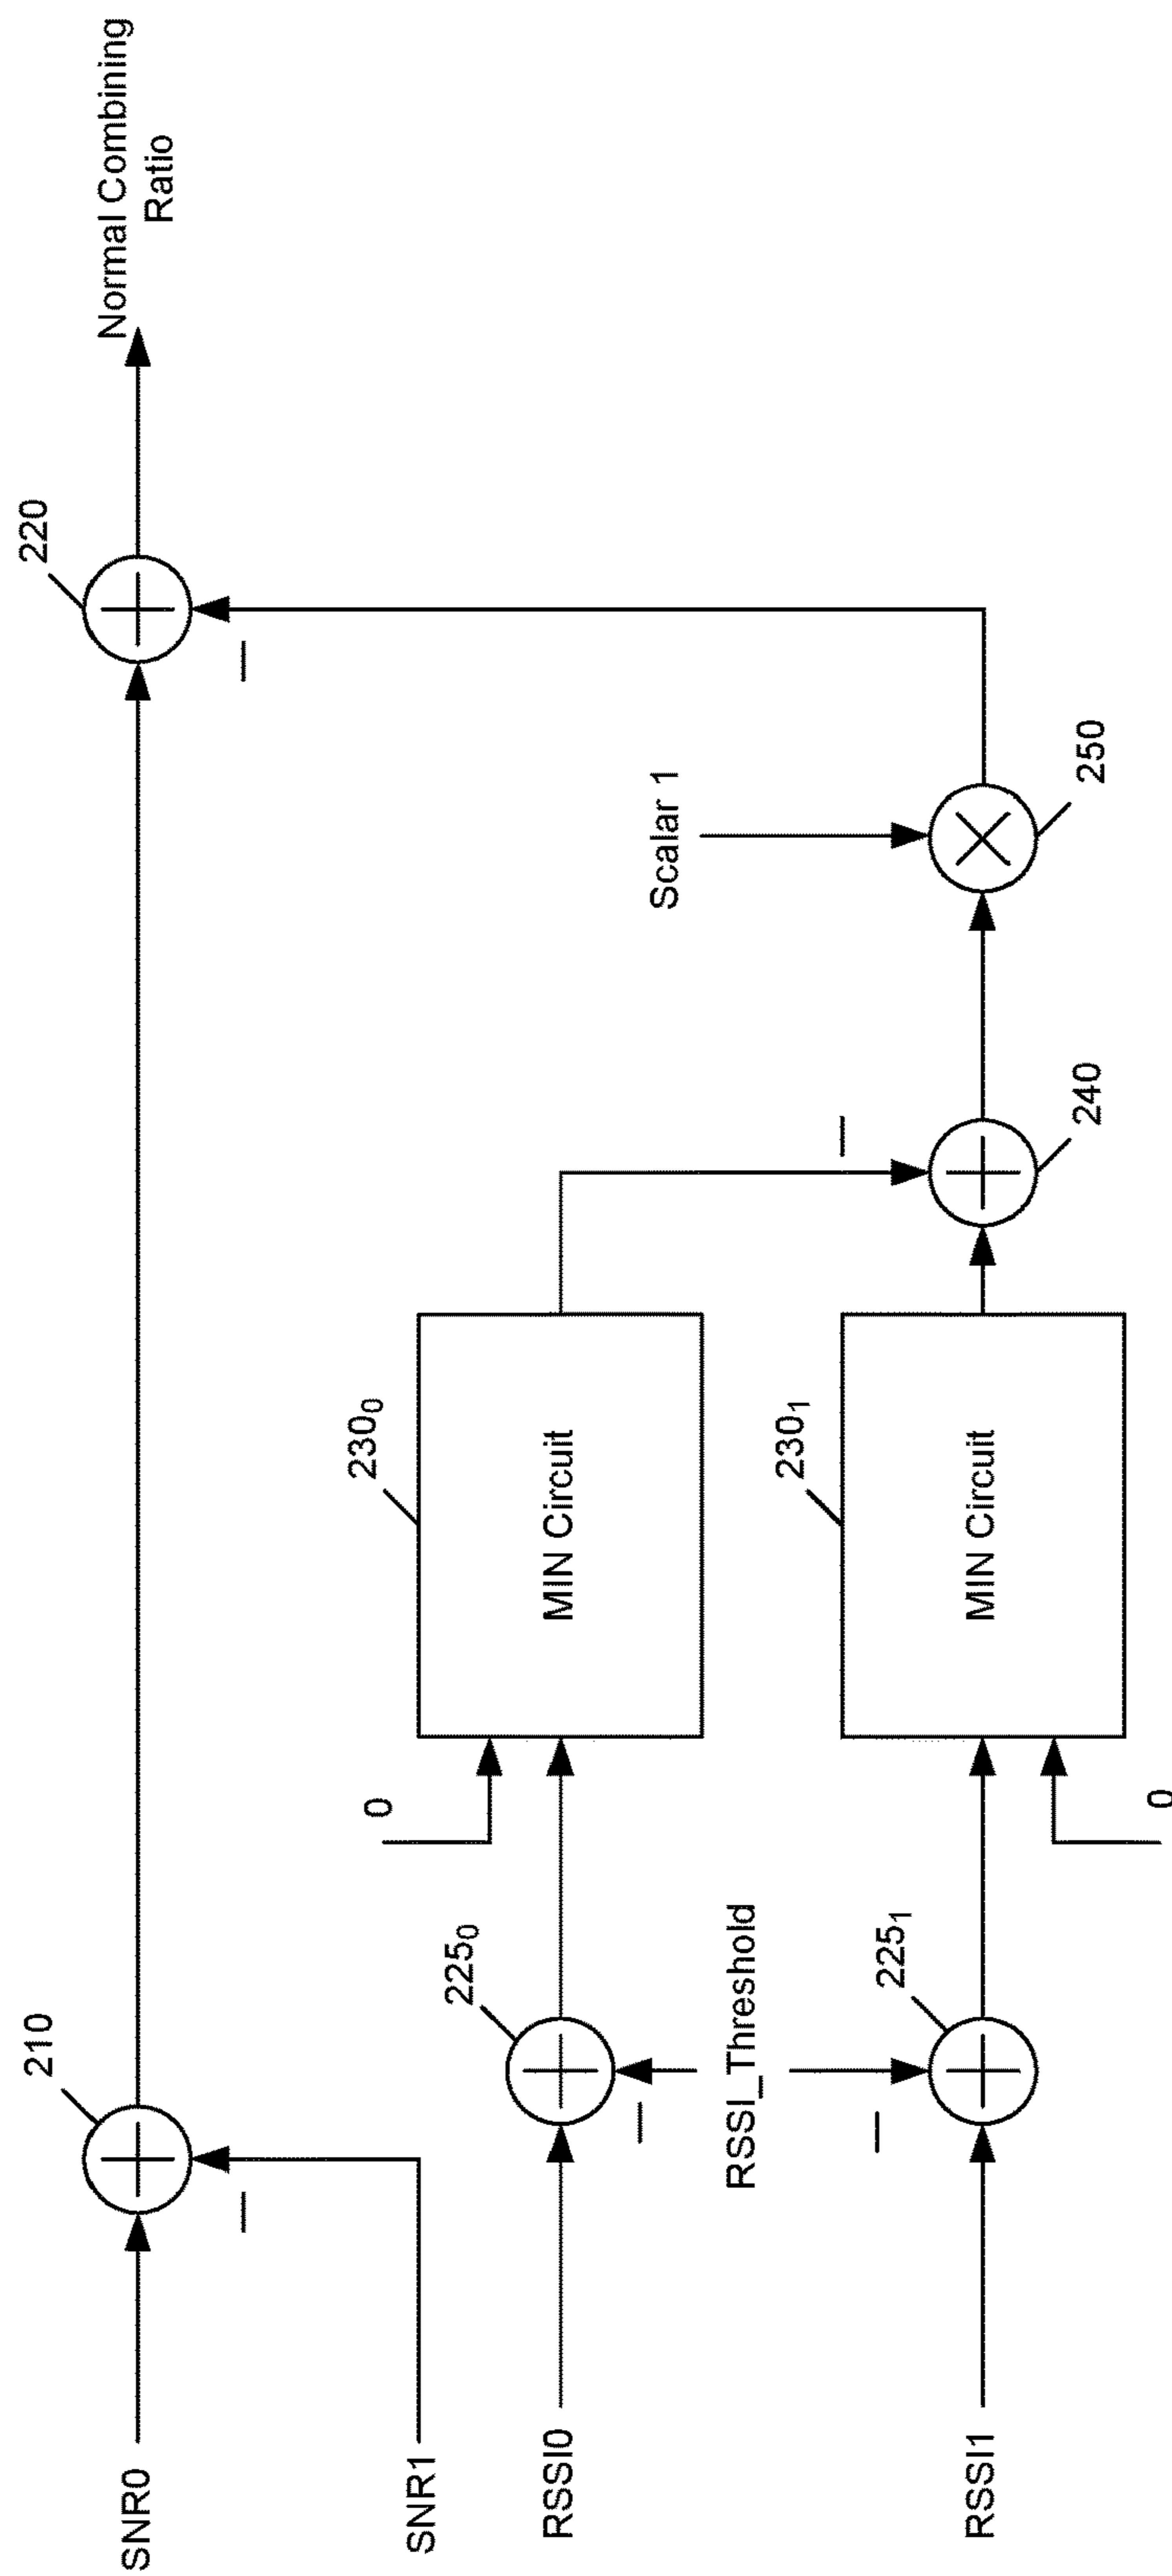 SNR0
SNR1
RSSI0
RSSI1
210
225₀
RSSI_Threshold
225₁
0
0
230₀
MIN Circuit
230₁
MIN Circuit
240
Scalar 1
250
220
Normal Combining
Ratio